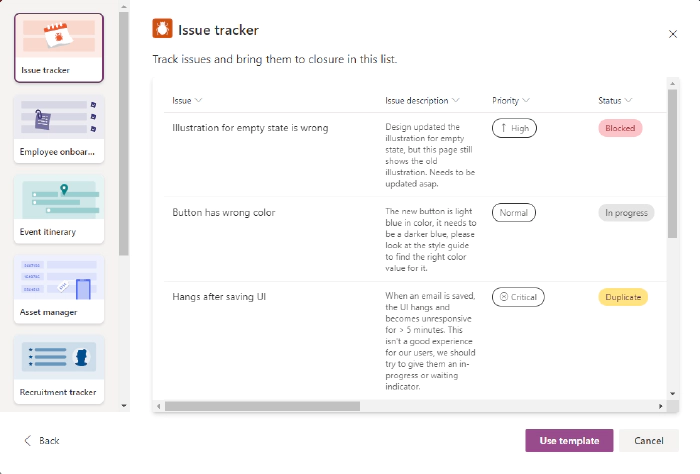 Issue tracker
Employee onboar...
Event itinerary
Asset manager
Recruitment tracker
Issue tracker
Track issues and bring them to closure in this list.
Issue
Issue description
Priority
Status
Illustration for empty state is wrong
Design updated the
illustration for empty
state, but this page still
shows the old
illustration. Needs to be
updated asap.
High
Blocked
Button has wrong color
The new button is light
blue in color, it needs to
be a darker blue, please
look at the style guide
to find the right color
value for it.
Normal
In progress
Hangs after saving UI
When an email is saved,
the UI hangs and
becomes unresponsive
for > 5 minutes. This
isn't a good experience
for our users, we should
try to give them an in-
progress or waiting
indicator.
Critical
Duplicate
Back
Use template
Cancel